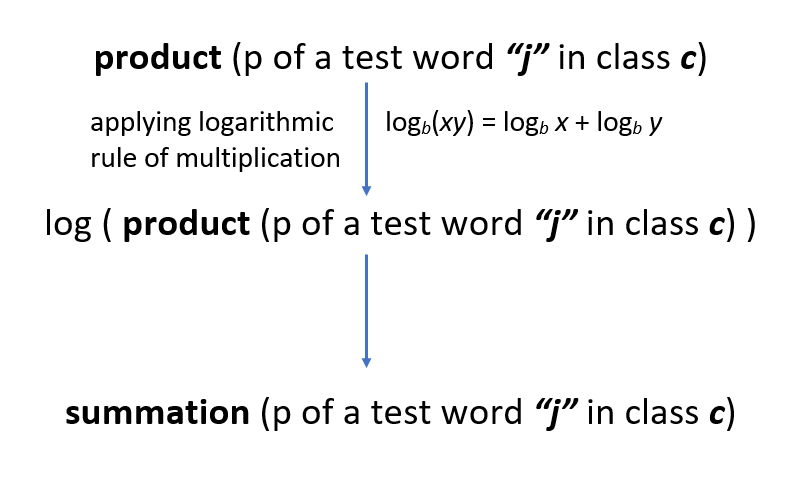 product (p of a test word “j” in class c)
applying logarithmic
rule of multiplication
log_b(xy) = log_b x + log_b y
log ( product (p of a test word “j” in class c) )
summation (p of a test word “j” in class c)